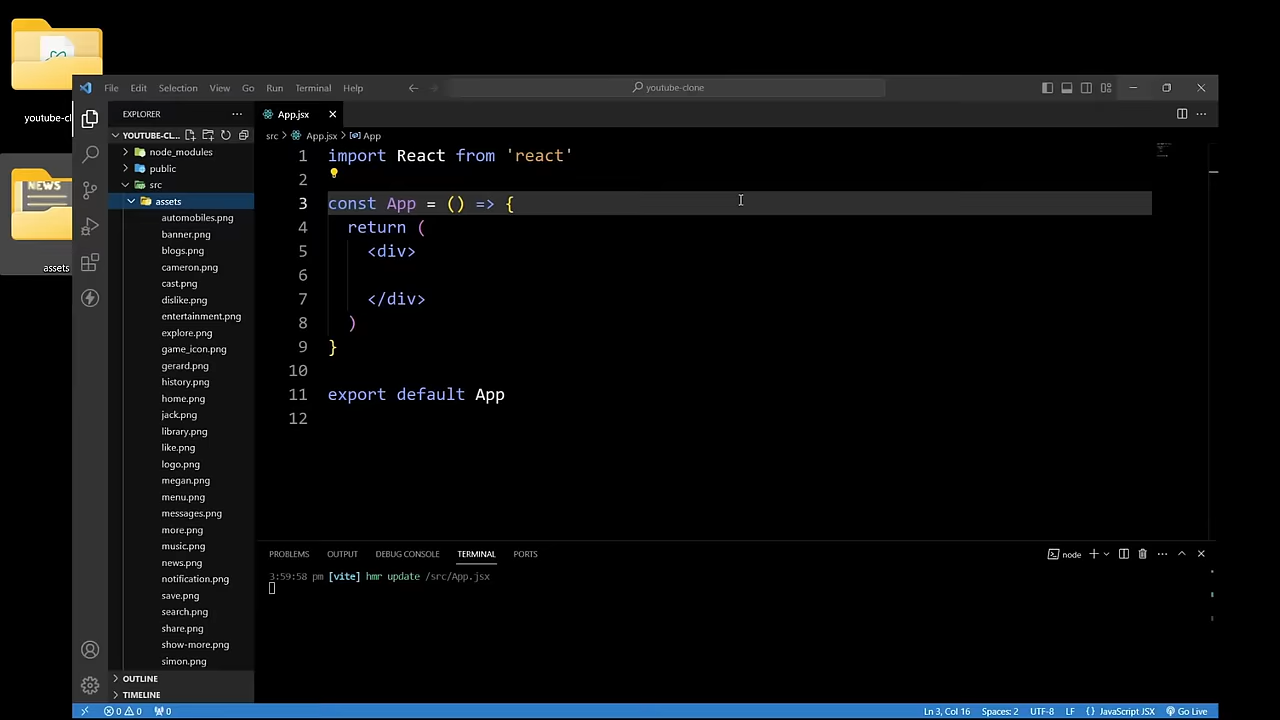 youtube-cl
NEWS
assets
File Edit Selection View Go Run Terminal Help
youtube-clone
EXPLORER
YOUTUBE-CL...
node_modules
public
src
assets
automobiles.png
banner.png
blogs.png
cameron.png
cast.png
dislike.png
entertainment.png
explore.png
game_icon.png
gerard.png
history.png
home.png
jack.png
library.png
like.png
logo.png
megan.png
menu.png
messages.png
more.png
music.png
news.png
notification.png
save.png
search.png
share.png
show-more.png
simon.png
OUTLINE
TIMELINE
App.jsx
src > App.jsx > App
1 import React from 'react'
2
3 const App = () => {
4 return (
5 <div>
6
7 </div>
8 )
9 }
10
11 export default App
12
PROBLEMS OUTPUT DEBUG CONSOLE TERMINAL PORTS
node
3:59:58 pm [vite] hmr update /src/App.jsx
0 0 0
Ln 3, Col 16 Spaces: 2 UTF-8 LF {} JavaScript JSX Go Live